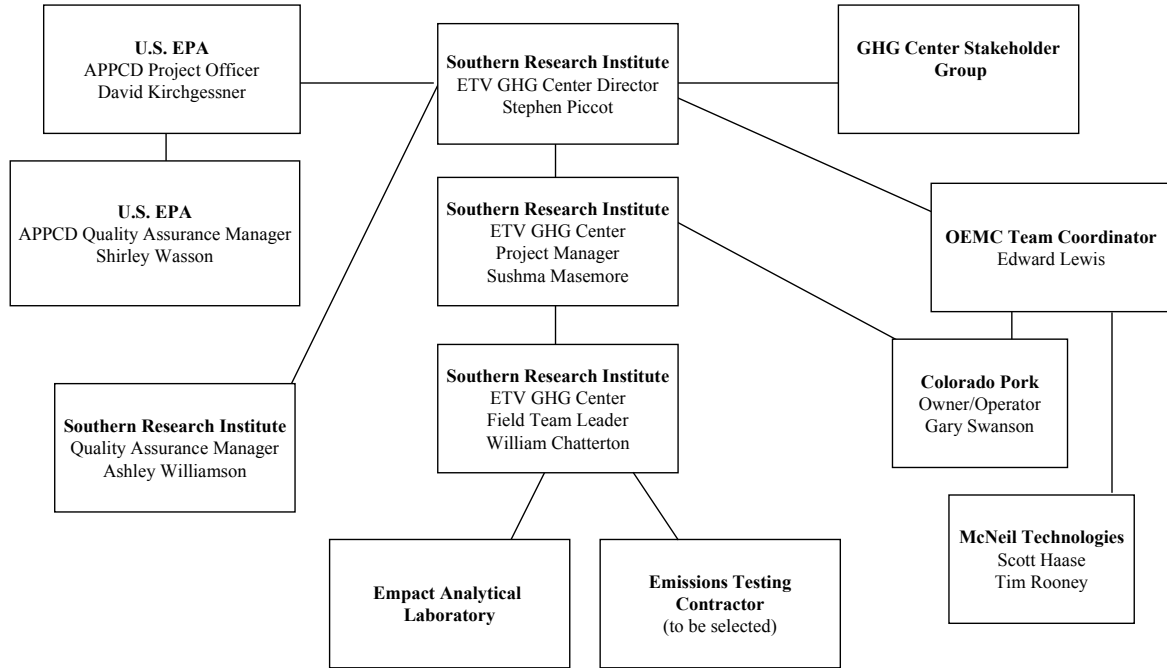 U.S. EPA
APPCD Project Officer
David Kirchgessner
Southern Research Institute
ETV GHG Center Director
Stephen Piccot
GHG Center Stakeholder
Group
U.S. EPA
APPCD Quality Assurance Manager
Shirley Wasson
Southern Research Institute
ETV GHG Center
Project Manager
Sushma Masemore
OEMC Team Coordinator
Edward Lewis
Southern Research Institute
Quality Assurance Manager
Ashley Williamson
Southern Research Institute
ETV GHG Center
Field Team Leader
William Chatterton
Colorado Pork
Owner/Operator
Gary Swanson
Empact Analytical
Laboratory
Emissions Testing
Contractor
(to be selected)
McNeil Technologies
Scott Haase
Tim Rooney